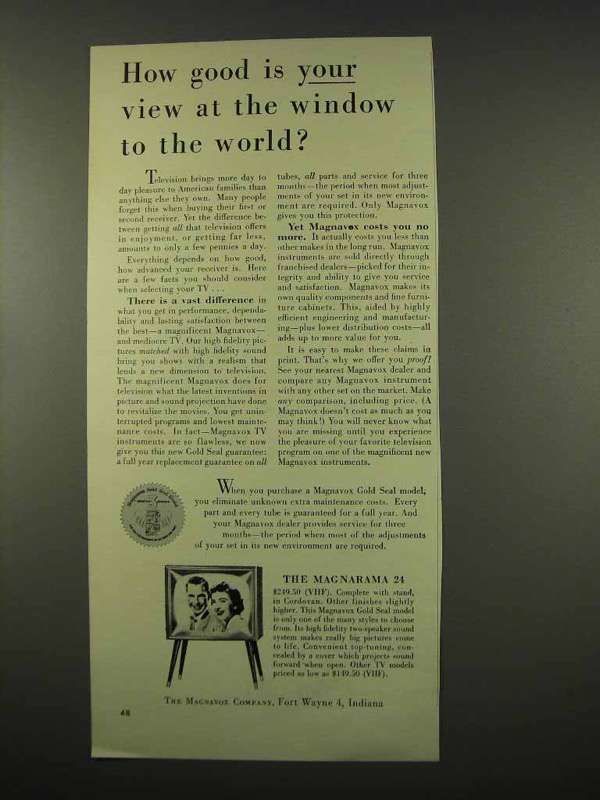 How good is your
view at the window
to the world?
Television brings more day to
day pleasure to American families than
anything else they own. Many people
forget this when buying their first or
second receiver. Yet the difference be-
tween getting all that television offers
in enjoyment, or getting far less,
amounts to only a few pennies a day.
Everything depends on how good,
how advanced your receiver is. Here
are a few facts you should consider
when selecting your TV . . .
There is a vast difference in
what you get in performance, dependa-
bility and lasting satisfaction between
the best—a magnificent Magnavox—
and mediocre TV. Our high fidelity pic-
tures matched with high fidelity sound
bring you shows with a realism that
lends a new dimension to television.
The magnificent Magnavox does for
television what the latest inventions in
picture and sound projection have done
to revitalize the movies. You get unin-
terrupted programs and lowest mainte-
nance costs. In fact—Magnavox TV
instruments are so flawless, we now
give you this new Gold Seal guarantee:
a full year replacement guarantee on all
tubes, all parts and service for three
months—the period when most adjust-
ments of your set in its new environ-
ment are required. Only Magnavox
gives you this protection.
Yet Magnavox costs you no
more. It actually costs you less than
other makes in the long run. Magnavox
instruments are sold directly through
franchised dealers—picked for their in-
tegrity and ability to give you service
and satisfaction. Magnavox makes its
own quality components and fine furni-
ture cabinets. This, aided by highly
efficient engineering and manufactur-
ing—plus lower distribution costs—all
adds up to more value for you.
It is easy to make these claims in
print. That's why we offer you proof!
See your nearest Magnavox dealer and
compare any Magnavox instrument
with any other set on the market. Make
any comparison, including price. (A
Magnavox doesn't cost as much as you
may think!) You will never know what
you are missing until you experience
the pleasure of your favorite television
program on one of the magnificent new
Magnavox instruments.
When you purchase a Magnavox Gold Seal model,
you eliminate unknown extra maintenance costs. Every
part and every tube is guaranteed for a full year. And
your Magnavox dealer provides service for three
months—the period when most of the adjustments
of your set in its new environment are required.
THE MAGNARAMA 24
$249.50 (VHF). Complete with stand,
in Cordovan. Other finishes slightly
higher. This Magnavox Gold Seal model
is only one of the many styles to choose
from. Its high fidelity two-speaker sound
system makes really big pictures come
to life. Convenient top-tuning, con-
cealed by a cover which projects sound
forward when open. Other TV models
priced as low as $149.50 (VHF).
THE MAGNAVOX COMPANY, Fort Wayne 4, Indiana
48